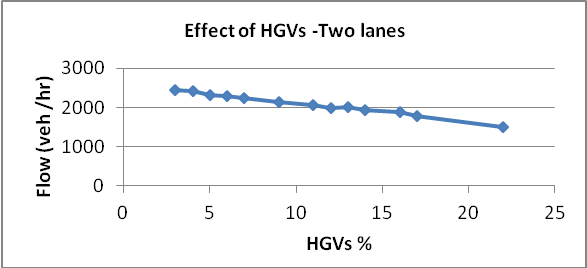 Effect of HGVs -Two lanes
Flow (veh /hr)
3000
2000
1000
0
0 5 10 15 20 25
HGVs %